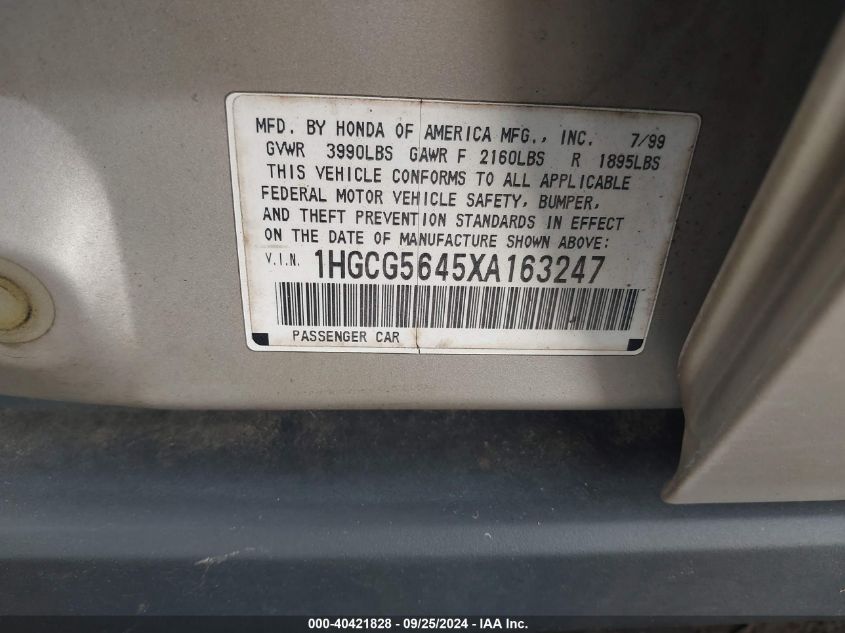 MFD. BY HONDA OF AMERICA MFG., INC. 7/99
GVWR 3990LBS GAWR F 2160LBS R 1895LBS
THIS VEHICLE CONFORMS TO ALL APPLICABLE
FEDERAL MOTOR VEHICLE SAFETY, BUMPER,
AND THEFT PREVENTION STANDARDS IN EFFECT
ON THE DATE OF MANUFACTURE SHOWN ABOVE:
V.I.N. 1HGCG5645XA163247
PASSENGER CAR
000-40421828 - 09/25/2024 - IAA Inc.